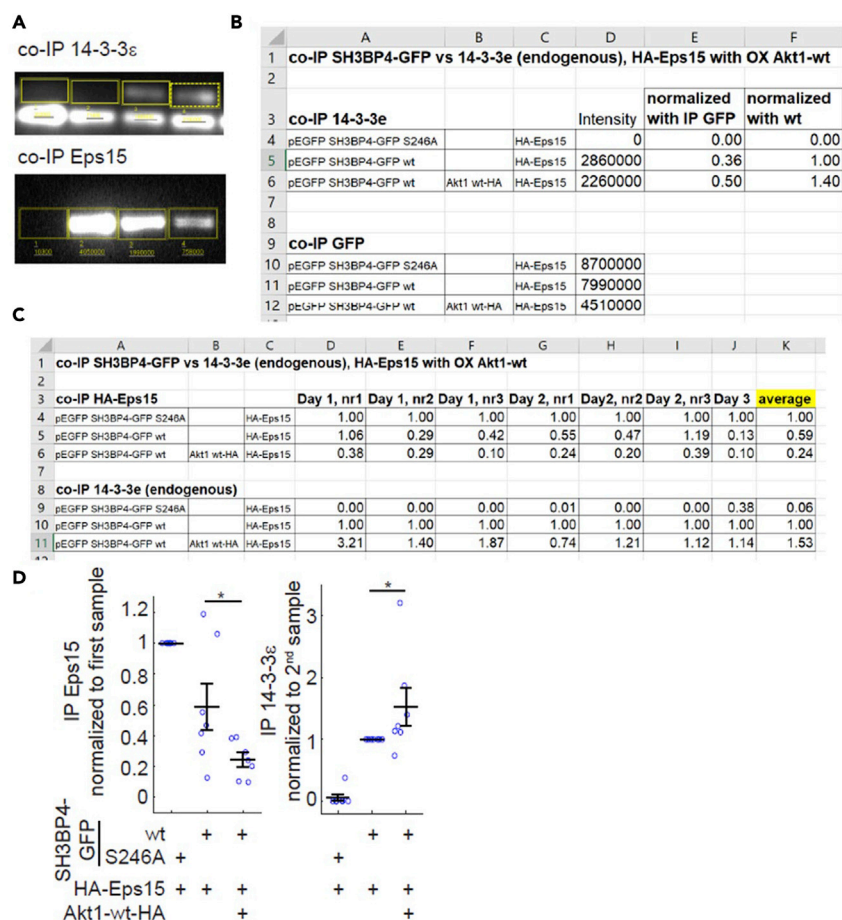 A
co-IP 14-3-3ε
co-IP Eps15
1 2 3 4
10300 4050000 1900000 758000
B
A B C D E F
1 co-IP SH3BP4-GFP vs 14-3-3e (endogenous), HA-Eps15 with OX Akt1-wt
2
3 co-IP 14-3-3e Intensity normalized with IP GFP normalized with wt
4 pEGFP SH3BP4-GFP S246A HA-Eps15 0 0.00 0.00
5 pEGFP SH3BP4-GFP wt HA-Eps15 2860000 0.36 1.00
6 pEGFP SH3BP4-GFP wt Akt1 wt-HA HA-Eps15 2260000 0.50 1.40
7
8
9 co-IP GFP
10 pEGFP SH3BP4-GFP S246A HA-Eps15 8700000
11 pEGFP SH3BP4-GFP wt HA-Eps15 7990000
12 pEGFP SH3BP4-GFP wt Akt1 wt-HA HA-Eps15 4510000
C
A B C D E F G H I J K
1 co-IP SH3BP4-GFP vs 14-3-3e (endogenous), HA-Eps15 with OX Akt1-wt
2
3 co-IP HA-Eps15 Day 1, nr1 Day 1, nr2 Day 1, nr3 Day 2, nr1 Day2, nr2 Day 2, nr3 Day 3 average
4 pEGFP SH3BP4-GFP S246A HA-Eps15 1.00 1.00 1.00 1.00 1.00 1.00 1.00 1.00
5 pEGFP SH3BP4-GFP wt HA-Eps15 1.06 0.29 0.42 0.55 0.47 1.19 0.13 0.59
6 pEGFP SH3BP4-GFP wt Akt1 wt-HA HA-Eps15 0.38 0.29 0.10 0.24 0.20 0.39 0.10 0.24
7
8 co-IP 14-3-3e (endogenous)
9 pEGFP SH3BP4-GFP S246A HA-Eps15 0.00 0.00 0.00 0.01 0.00 0.00 0.38 0.06
10 pEGFP SH3BP4-GFP wt HA-Eps15 1.00 1.00 1.00 1.00 1.00 1.00 1.00 1.00
11 pEGFP SH3BP4-GFP wt Akt1 wt-HA HA-Eps15 3.21 1.40 1.87 0.74 1.21 1.12 1.14 1.53
D
IP Eps15
normalized to first sample
1.2
1
0.8
0.6
0.4
0.2
0
*
IP 14-3-3ε
normalized to 2nd sample
3
2
1
0
*
SH3BP4-
GFP
wt + + + +
S246A + +
HA-Eps15 + + + + + +
Akt1-wt-HA + +